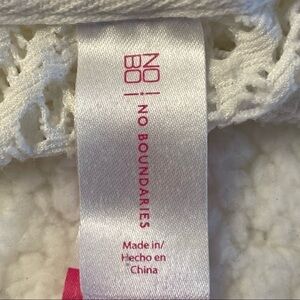 NO
BO
NO BOUNDARIES
Made in/
Hecho en
China